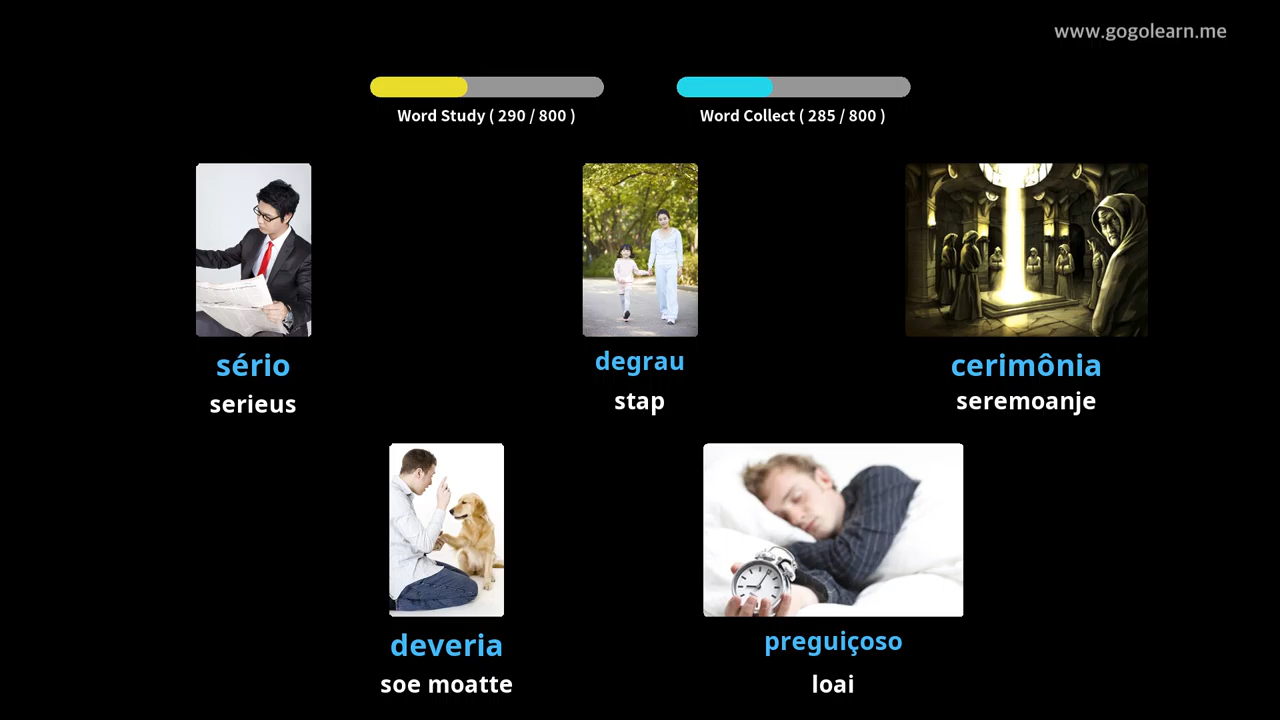 www.gogolearn.me
Word Study ( 290 / 800 )
Word Collect ( 285 / 800 )
sério
serieus
degrau
stap
cerimônia
seremoanje
deveria
soe moatte
preguiçoso
loai